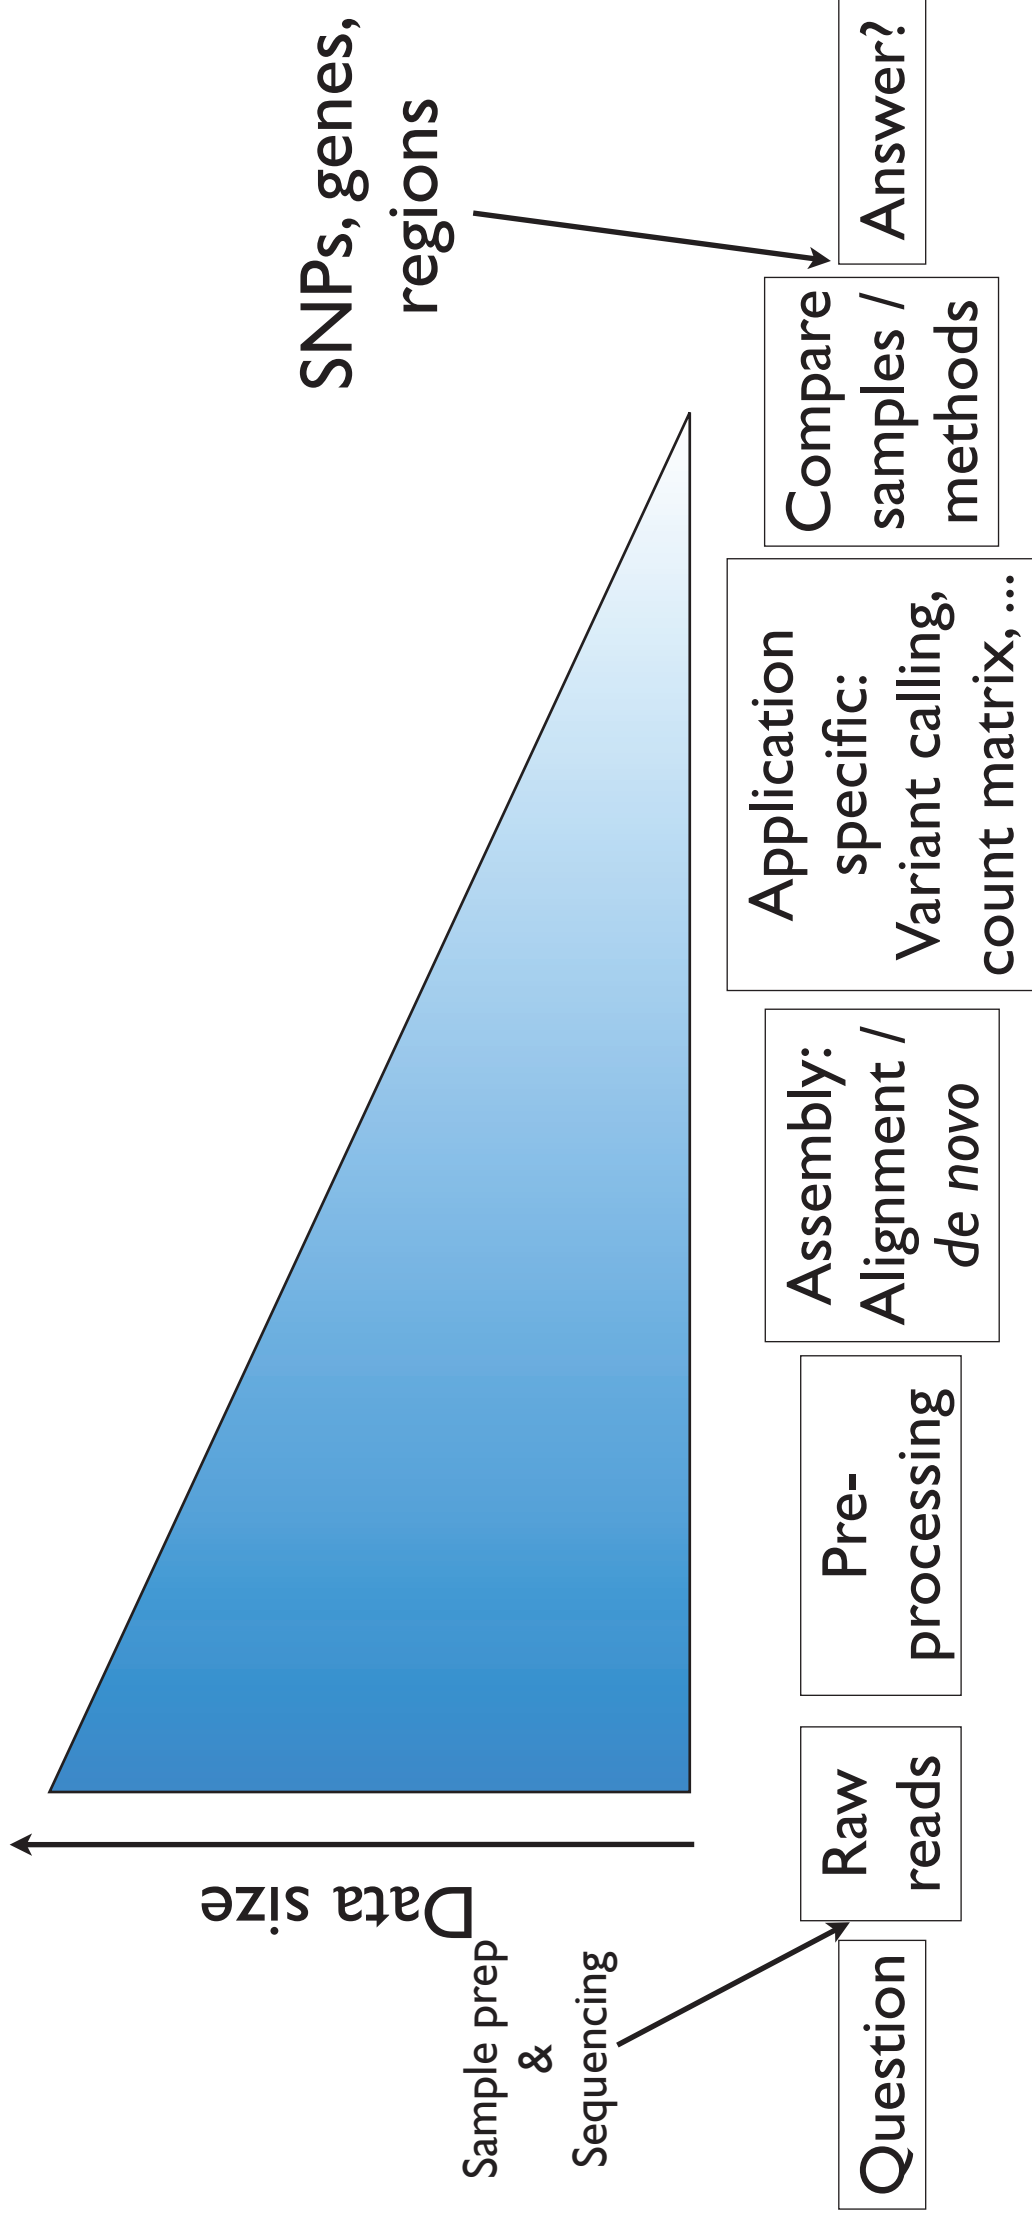 Data size
Sample prep
&
Sequencing
SNPs, genes,
regions
Question
Raw
reads
Pre-
processing
Assembly:
Alignment /
de novo
Application
specific:
Variant calling,
count matrix, ...
Compare
samples /
methods
Answer?